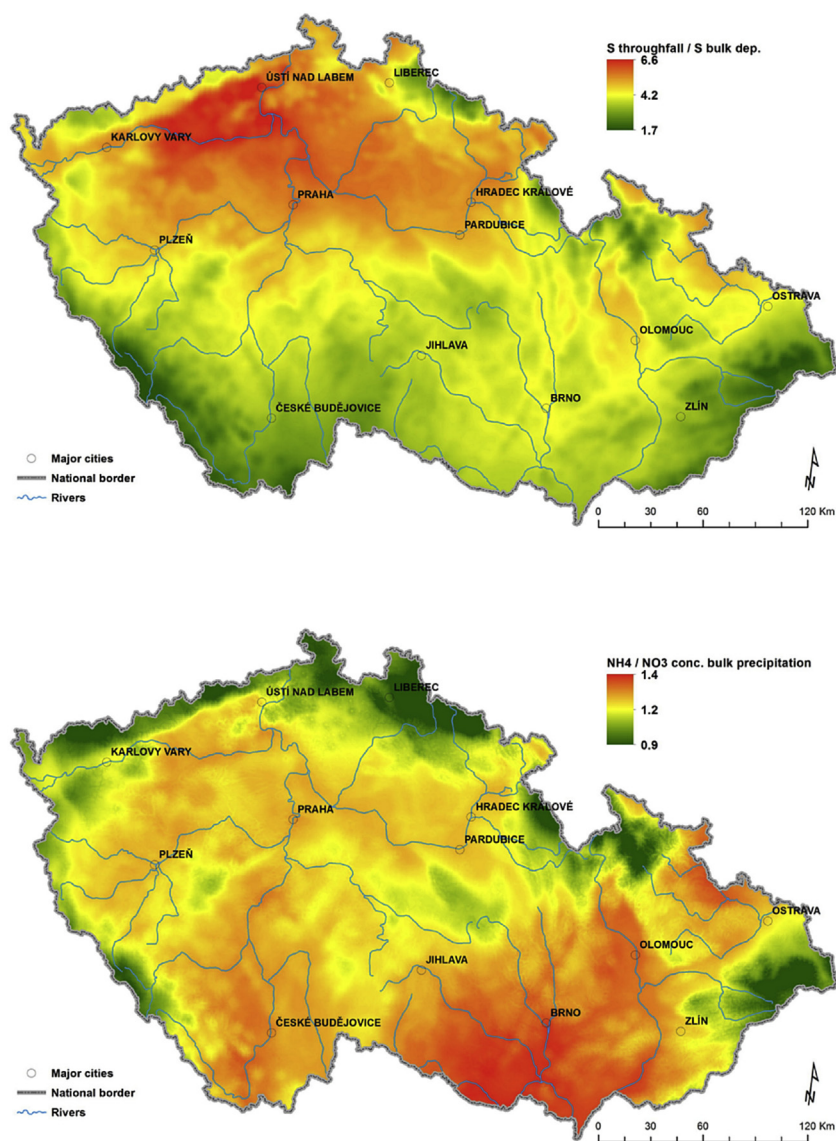 S throughfall / S bulk dep.
6.6
4.2
1.7
ÚSTÍ NAD LABEM
LIBEREC
KARLOVY VARY
PRAHA
HRADEC KRÁLOVÉ
PARDUBICE
PLZEŇ
OSTRAVA
OLOMOUC
JIHLAVA
BRNO
ZLÍN
ČESKÉ BUDĚJOVICE
Major cities
National border
Rivers
N
0 30 60 120 Km
NH4 / NO3 conc. bulk precipitation
1.4
1.2
0.9
ÚSTÍ NAD LABEM
LIBEREC
KARLOVY VARY
PRAHA
HRADEC KRÁLOVÉ
PARDUBICE
PLZEŇ
OSTRAVA
OLOMOUC
JIHLAVA
BRNO
ZLÍN
ČESKÉ BUDĚJOVICE
Major cities
National border
Rivers
N
0 30 60 120 Km